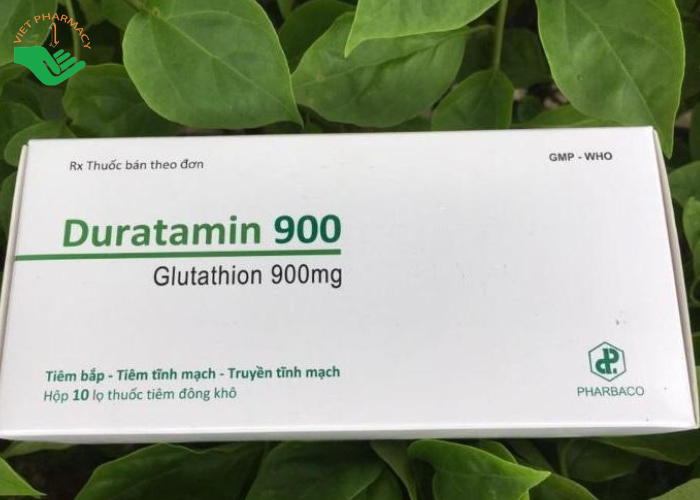 VIET PHARMACY
Rx Thuốc bán theo đơn
GMP - WHO
Duratamin 900
Glutathion 900mg
Tiêm bắp - Tiêm tĩnh mạch - Truyền tĩnh mạch
Hộp 10 lọ thuốc tiêm đông khô
PHARBACO